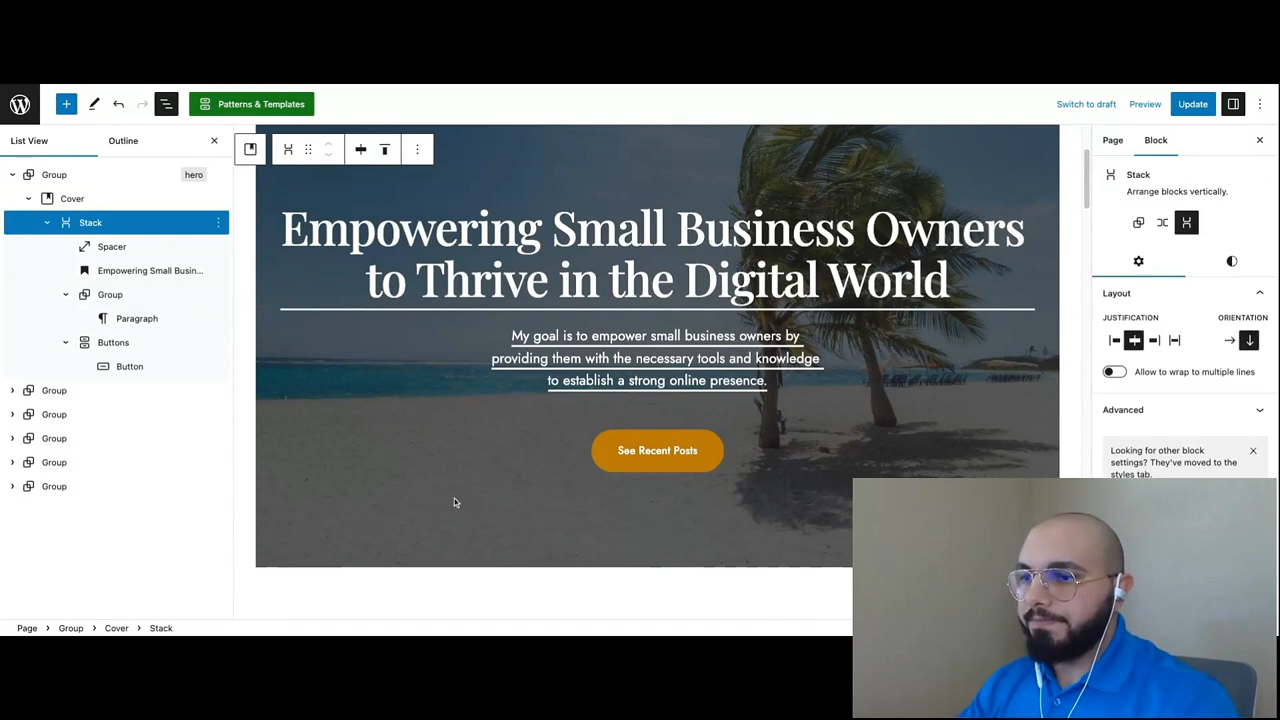 Patterns & Templates
Switch to draft
Preview
Update
List View
Outline
Group
hero
Cover
Stack
Spacer
Empowering Small Busin...
Group
Paragraph
Buttons
Button
Group
Group
Group
Group
Group
Empowering Small Business Owners
to Thrive in the Digital World
My goal is to empower small business owners by
providing them with the necessary tools and knowledge
to establish a strong online presence.
See Recent Posts
Page
Block
Stack
Arrange blocks vertically.
Layout
JUSTIFICATION
ORIENTATION
Allow to wrap to multiple lines
Advanced
Looking for other block
settings? They've moved to the
styles tab.
Page > Group > Cover > Stack